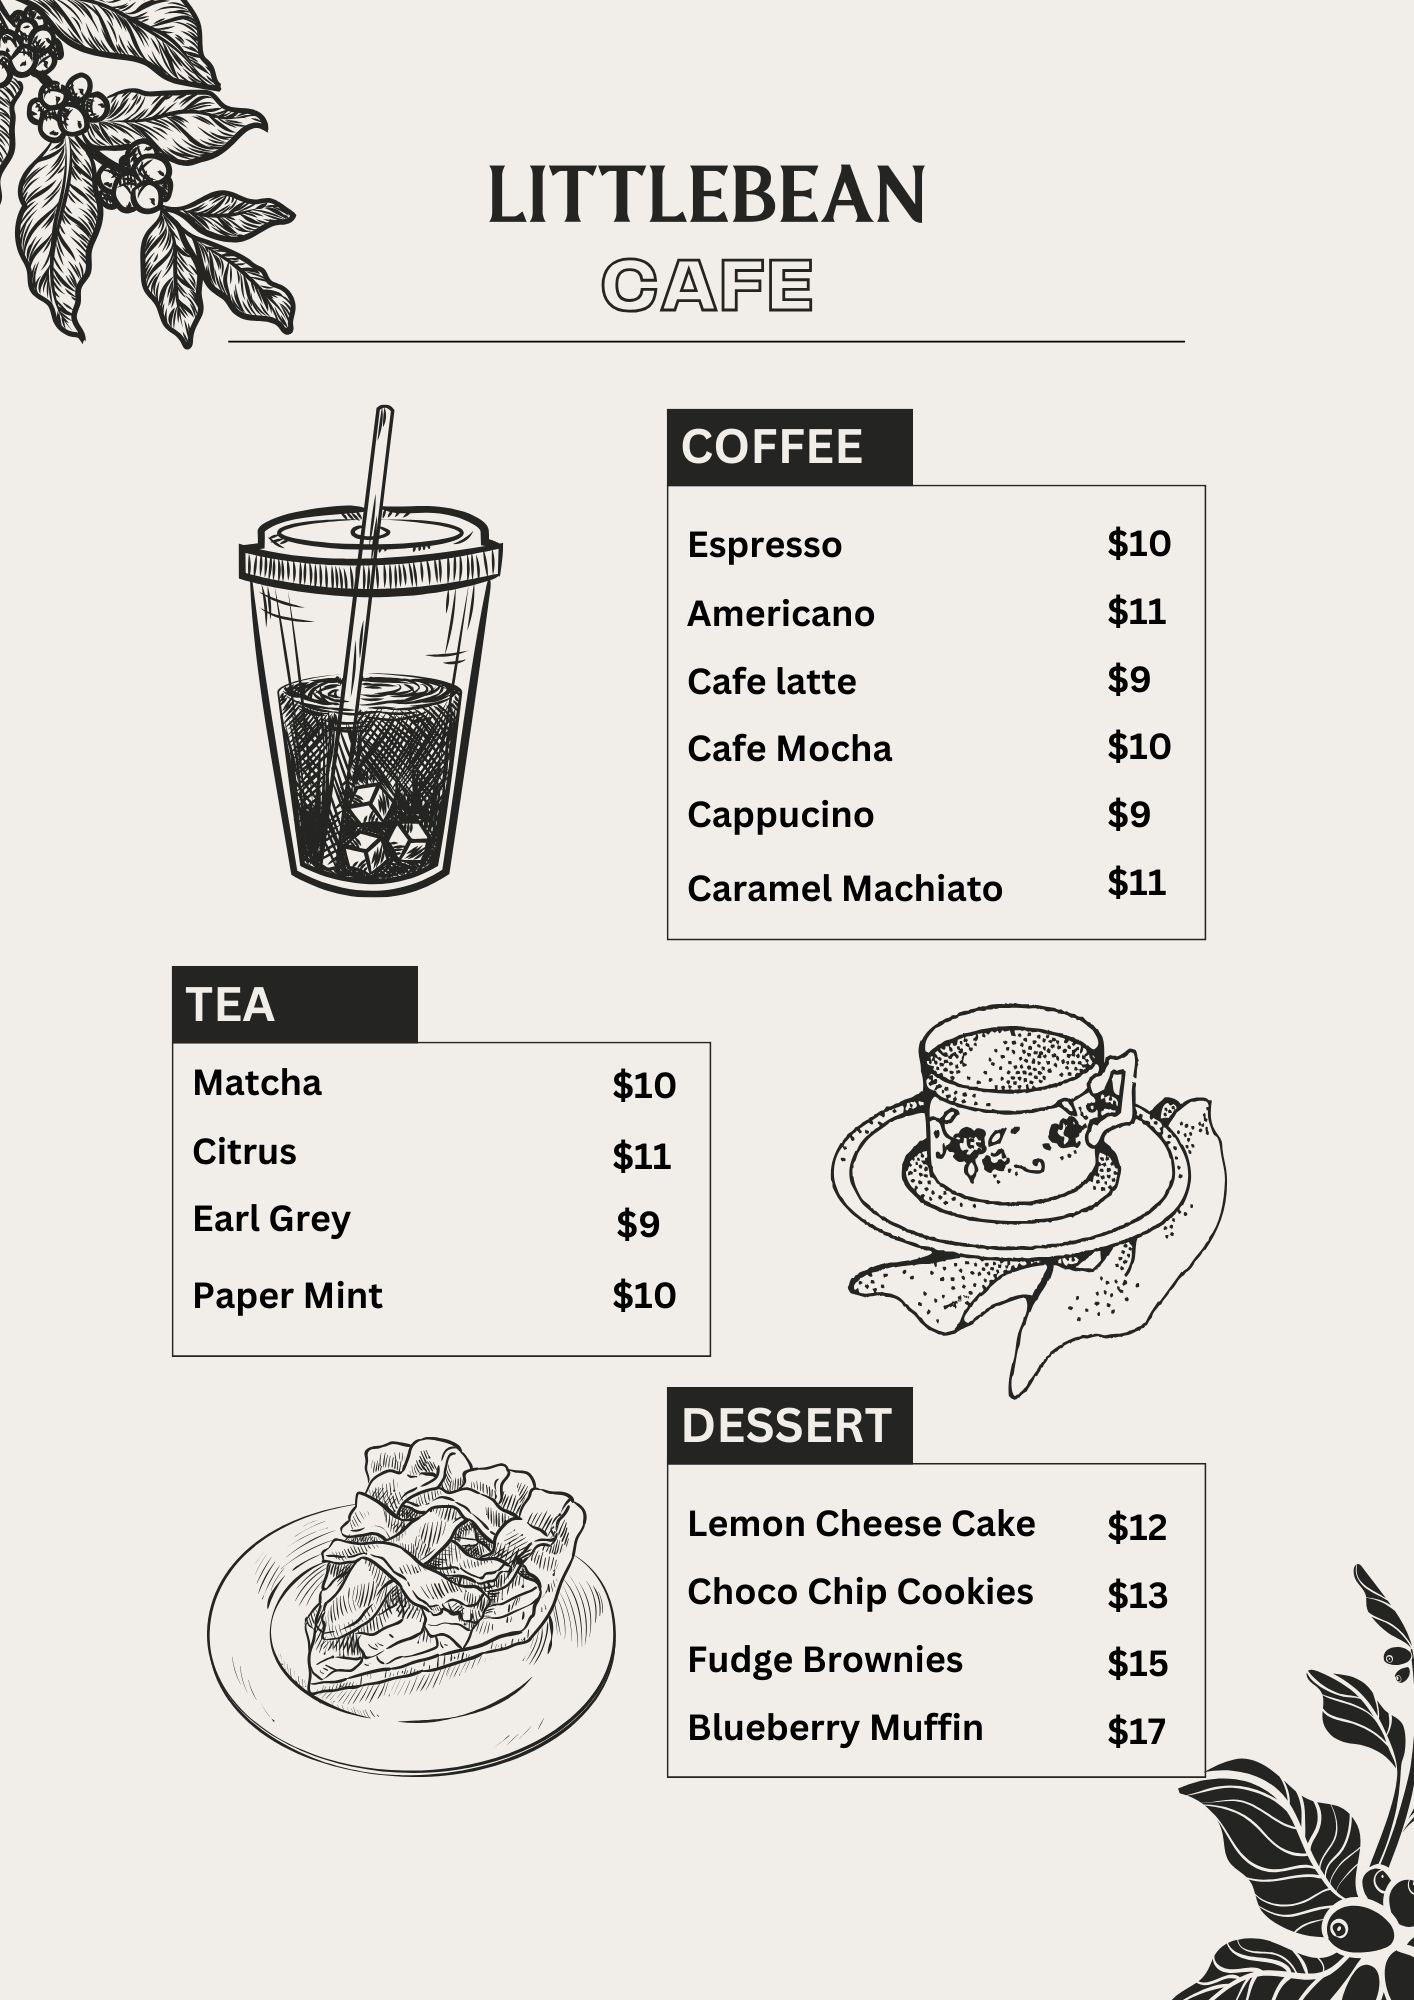 LITTLEBEAN
CAFE
COFFEE
Espresso $10
Americano $11
Cafe latte $9
Cafe Mocha $10
Cappucino $9
Caramel Machiato $11
TEA
Matcha $10
Citrus $11
Earl Grey $9
Paper Mint $10
DESSERT
Lemon Cheese Cake $12
Choco Chip Cookies $13
Fudge Brownies $15
Blueberry Muffin $17